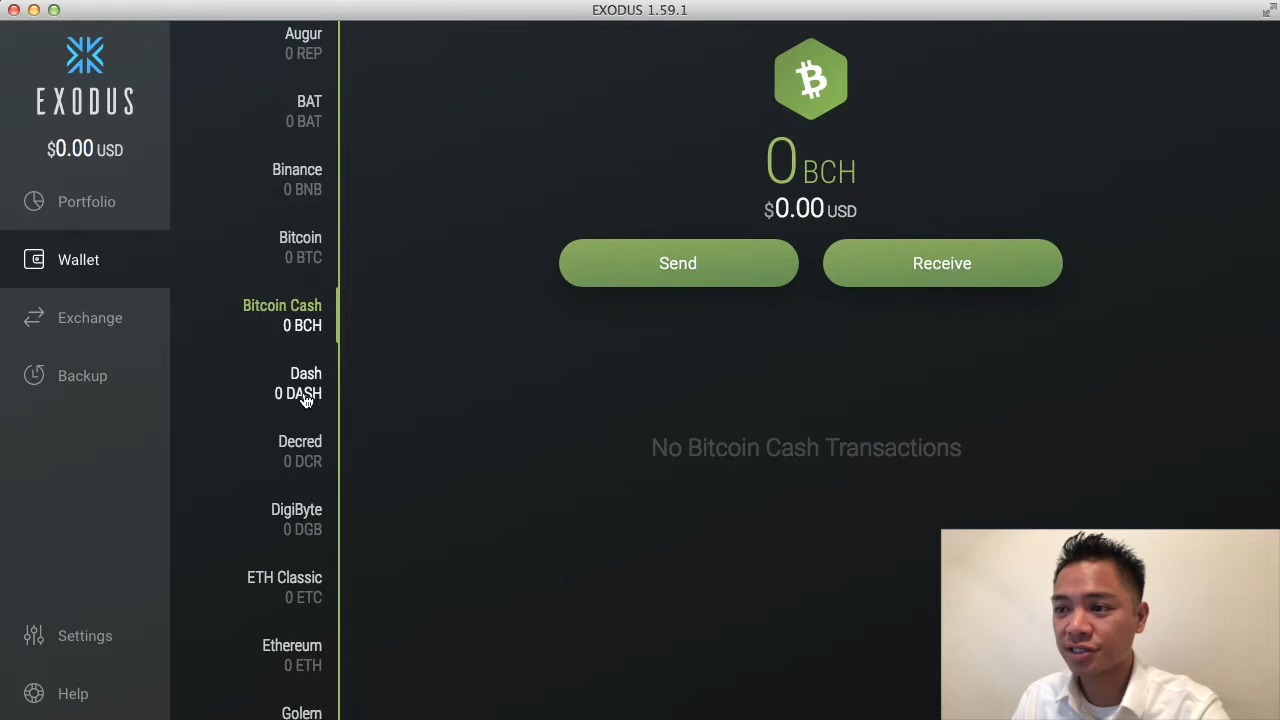 EXODUS 1.59.1
EXODUS
$0.00 USD
Portfolio
Wallet
Exchange
Backup
Settings
Help
Augur
0 REP
BAT
0 BAT
Binance
0 BNB
Bitcoin
0 BTC
Bitcoin Cash
0 BCH
Dash
0 DASH
Decred
0 DCR
DigiByte
0 DGB
ETH Classic
0 ETC
Ethereum
0 ETH
Golem
0 BCH
$0.00 USD
Send
Receive
No Bitcoin Cash Transactions